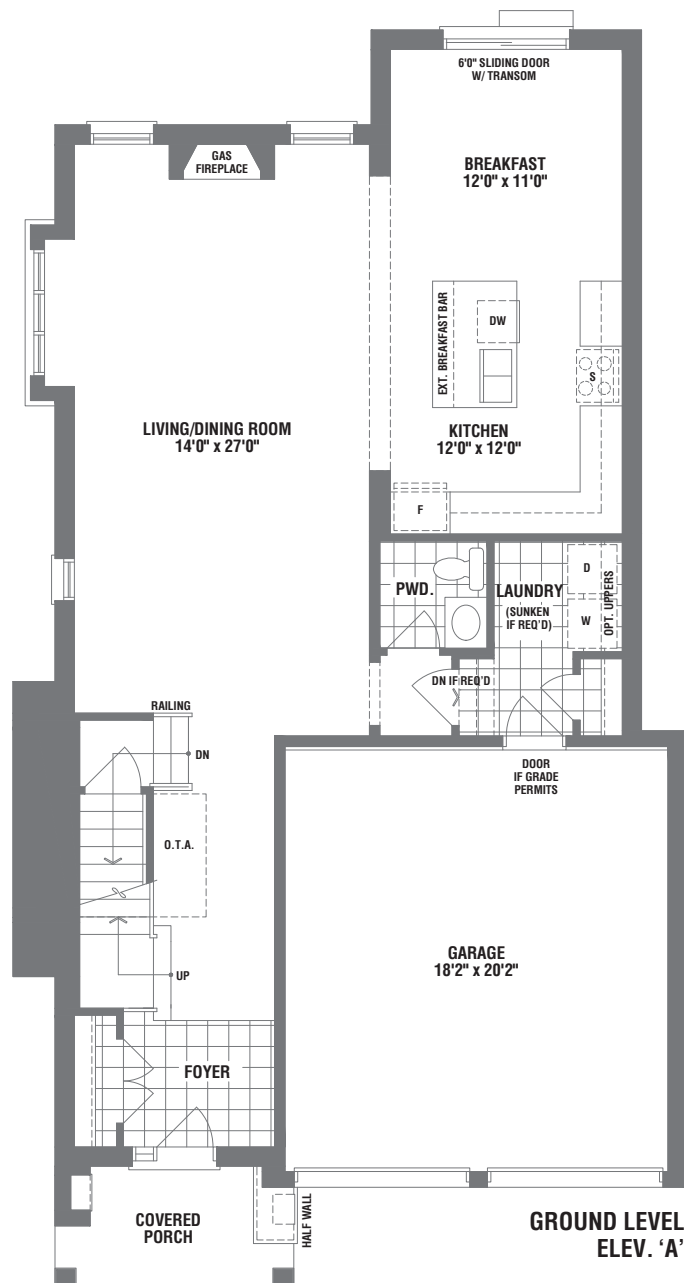 6'0" SLIDING DOOR
W/ TRANSOM
GAS
FIREPLACE
BREAKFAST
12'0" x 11'0"
EXT. BREAKFAST BAR
DW
S
LIVING/DINING ROOM
14'0" x 27'0"
KITCHEN
12'0" x 12'0"
F
PWD.
LAUNDRY
(SUNKEN
IF REQ'D)
D
W
OPT. UPPERS
DN IF REQ'D
RAILING
DN
DOOR
IF GRADE
PERMITS
O.T.A.
GARAGE
18'2" x 20'2"
UP
FOYER
COVERED
PORCH
HALF WALL
GROUND LEVEL
ELEV. ‘A’